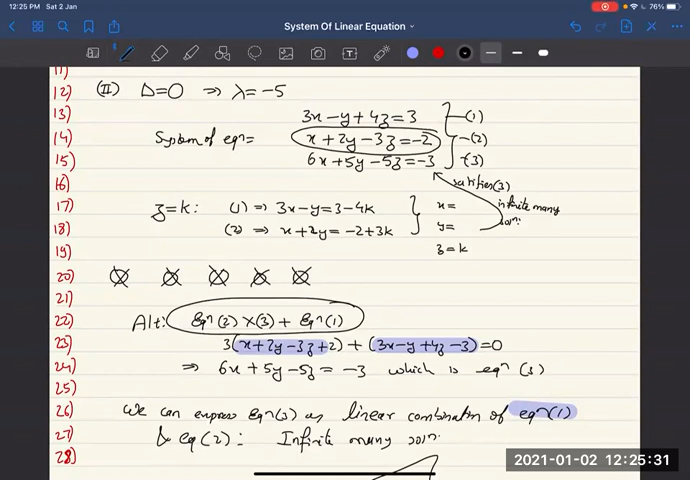 12:25 PM Sat 2 Jan
76%
System Of Linear Equation
11)
12) (II) Δ=0 ⇒ λ=-5
13) 3x-y+4z=3 —(1)
14) System of eqn= x+2y-3z=-2 —(2)
15) 6x+5y-5z=-3 —(3)
16) satisfies(3)
17) z=k: (1) ⇒ 3x-y=3-4k x= infinite many
18) (2) ⇒ x+2y=-2+3k y= soln.
19) z=k
20)
21)
22) Alt: Eqn(2)×(3)+Eqn(1)
23) 3(x+2y-3z+2)+(3x-y+4z-3)=0
24) ⇒ 6x+5y-5z=-3 which is eqn (3)
25)
26) We can express Eqn(3) as linear combination of eqn(1)
27) & eq(2): Infinite many soln.
28)
2021-01-02 12:25:31